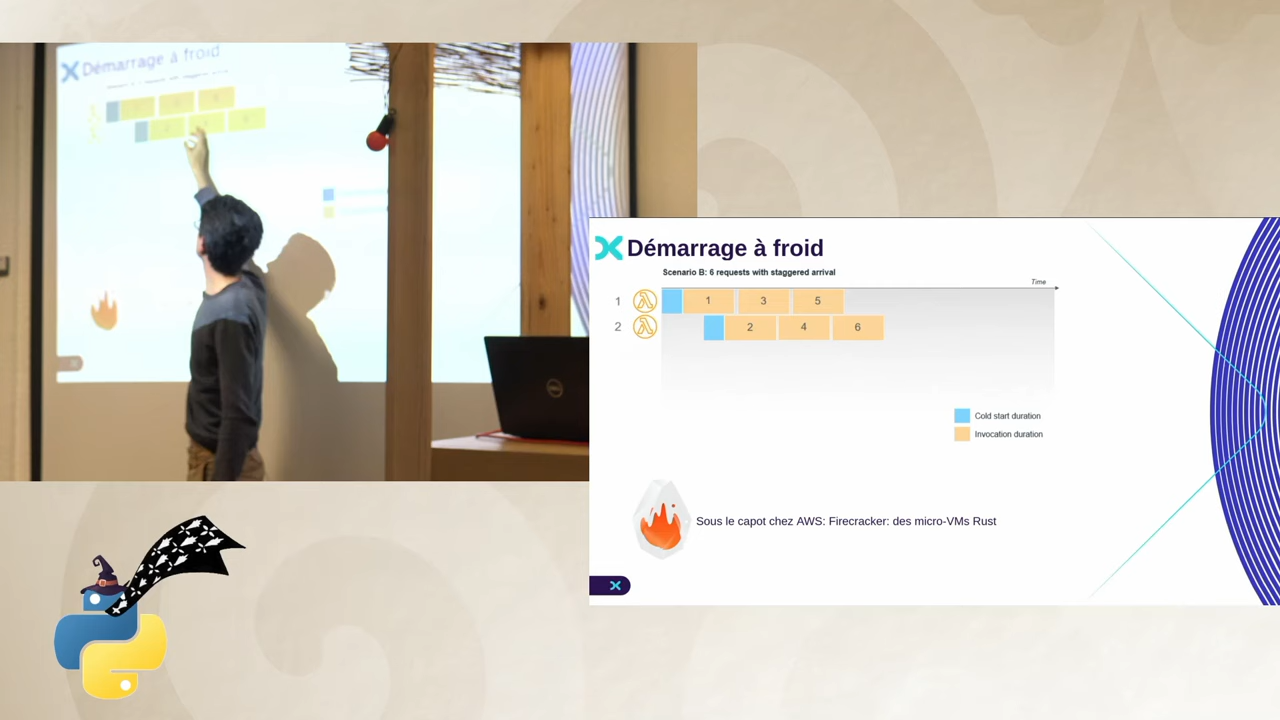 Démarrage à froid
Démarrage à froid
Scenario B: 6 requests with staggered arrival
Time
1 1 3 5
2 2 4 6
Cold start duration
Invocation duration
Sous le capot chez AWS: Firecracker: des micro-VMs Rust
DELL